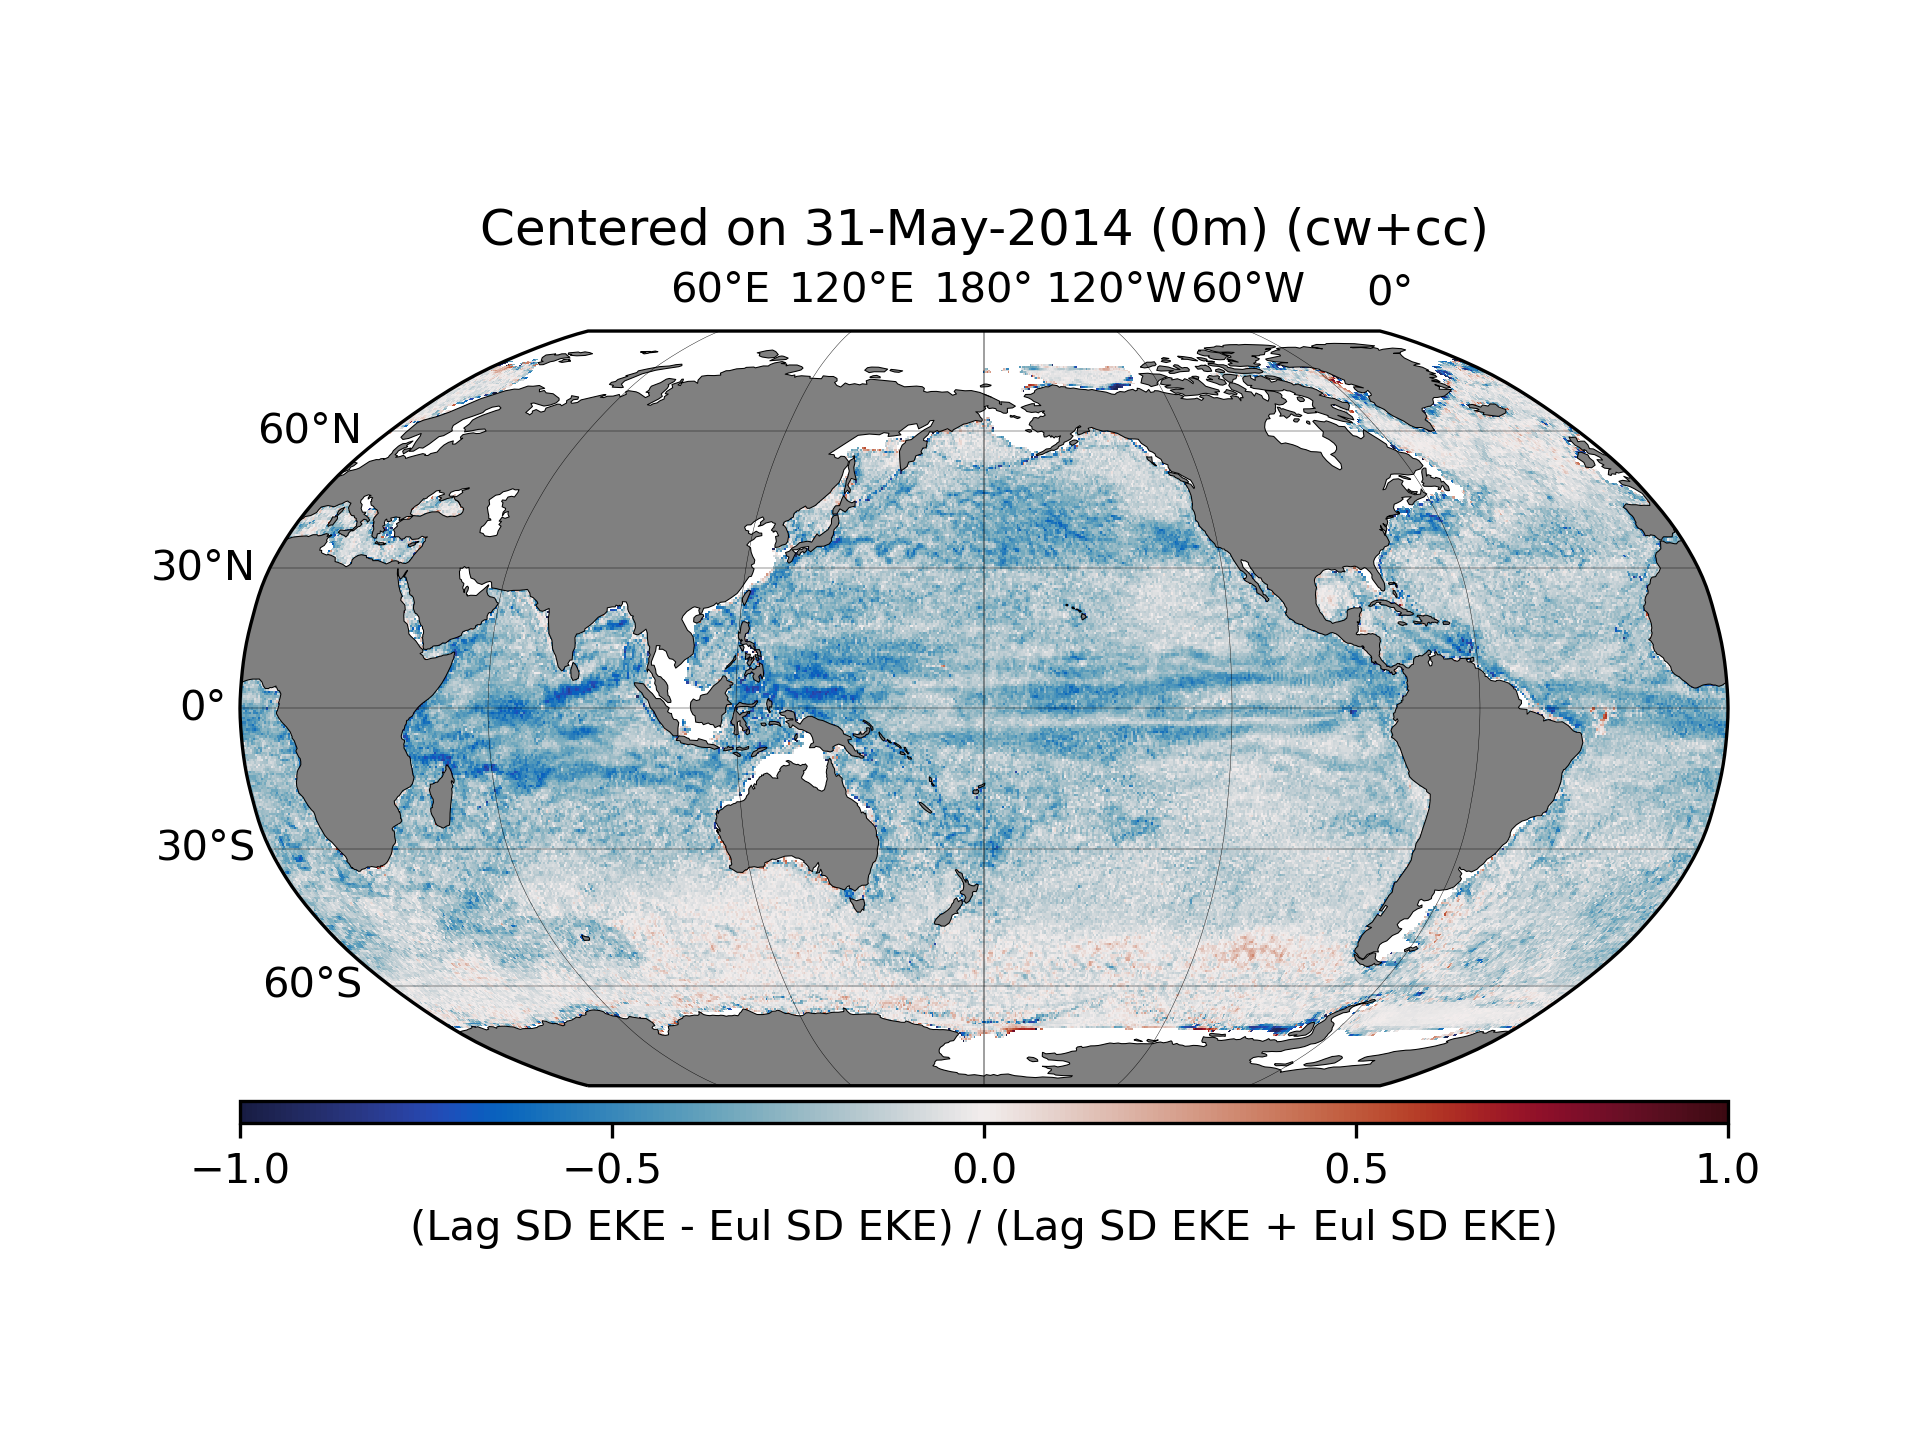 Centered on 31-May-2014 (0m) (cw+cc)
60°E 120°E 180° 120°W 60°W 0°
60°N
30°N
0°
30°S
60°S
−1.0 −0.5 0.0 0.5 1.0
(Lag SD EKE - Eul SD EKE) / (Lag SD EKE + Eul SD EKE)